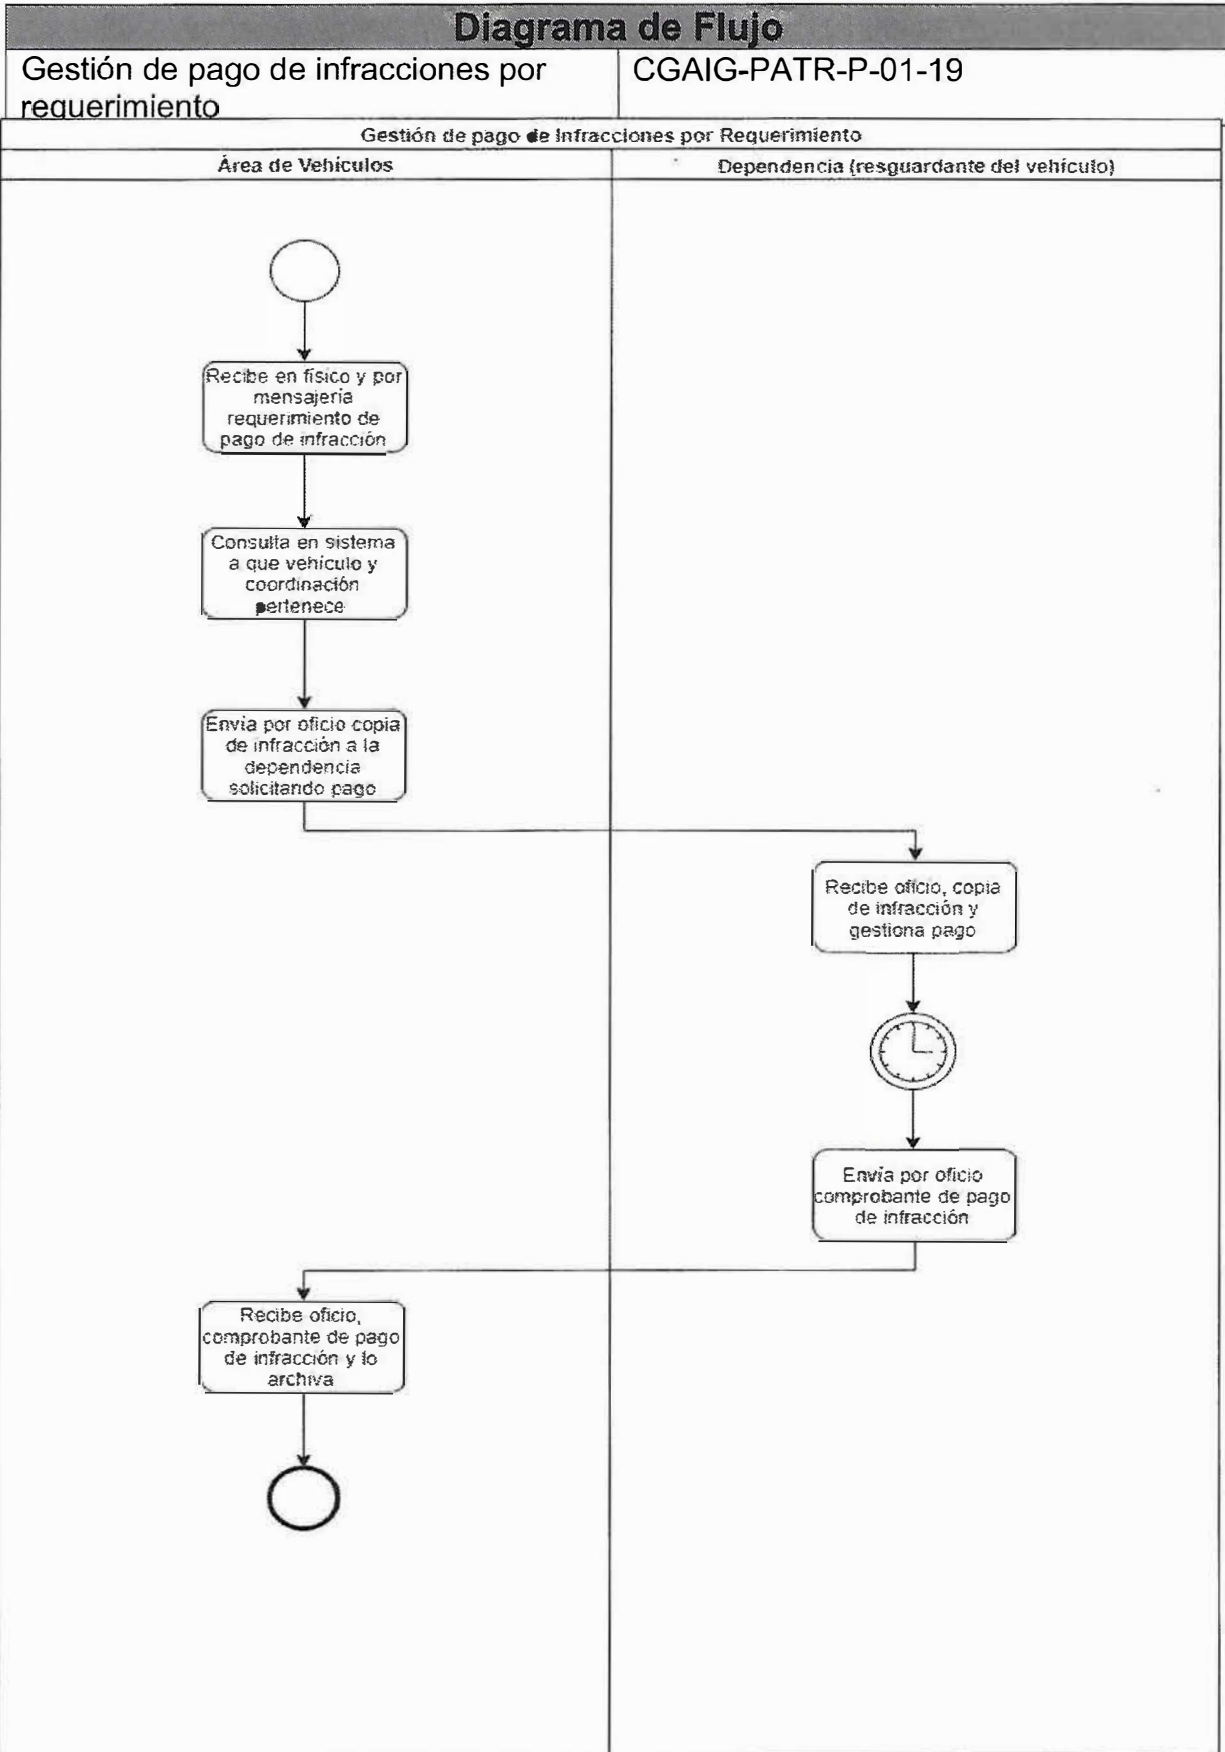 Diagrama de Flujo
Gestión de pago de infracciones por
requerimiento
CGAIG-PATR-P-01-19
Gestión de pago de Infracciones por Requerimiento
Área de Vehículos
Dependencia (resguardante del vehículo)
Recibe en físico y por
mensajería
requerimiento de
pago de infracción
Consulta en sistema
a que vehículo y
coordinación
pertenece
Envía por oficio copia
de infracción a la
dependencia
solicitando pago
Recibe oficio, copia
de infracción y
gestiona pago
Envía por oficio
comprobante de pago
de infracción
Recibe oficio,
comprobante de pago
de infracción y lo
archiva